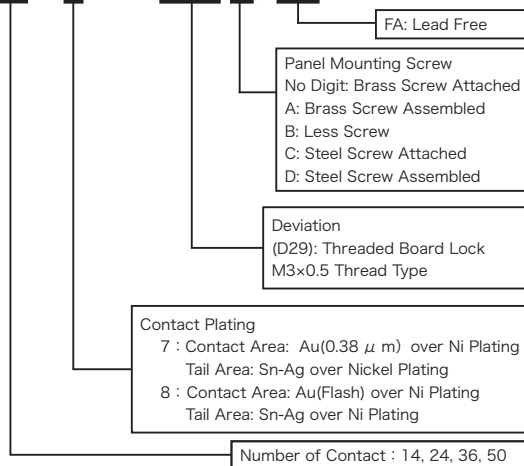 FA: Lead Free
Panel Mounting Screw
No Digit: Brass Screw Attached
A: Brass Screw Assembled
B: Less Screw
C: Steel Screw Attached
D: Steel Screw Assembled
Deviation
(D29): Threaded Board Lock
M3×0.5 Thread Type
Contact Plating
7：Contact Area: Au(0.38 μ m）over Ni Plating
Tail Area: Sn-Ag over Nickel Plating
8：Contact Area: Au(Flash) over Ni Plating
Tail Area: Sn-Ag over Ni Plating
Number of Contact：14, 24, 36, 50